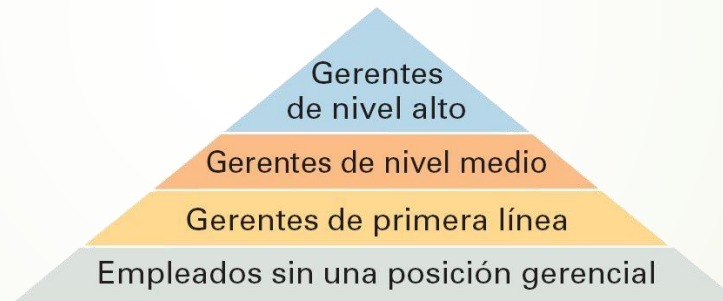 Gerentes
de nivel alto
Gerentes de nivel medio
Gerentes de primera línea
Empleados sin una posición gerencial